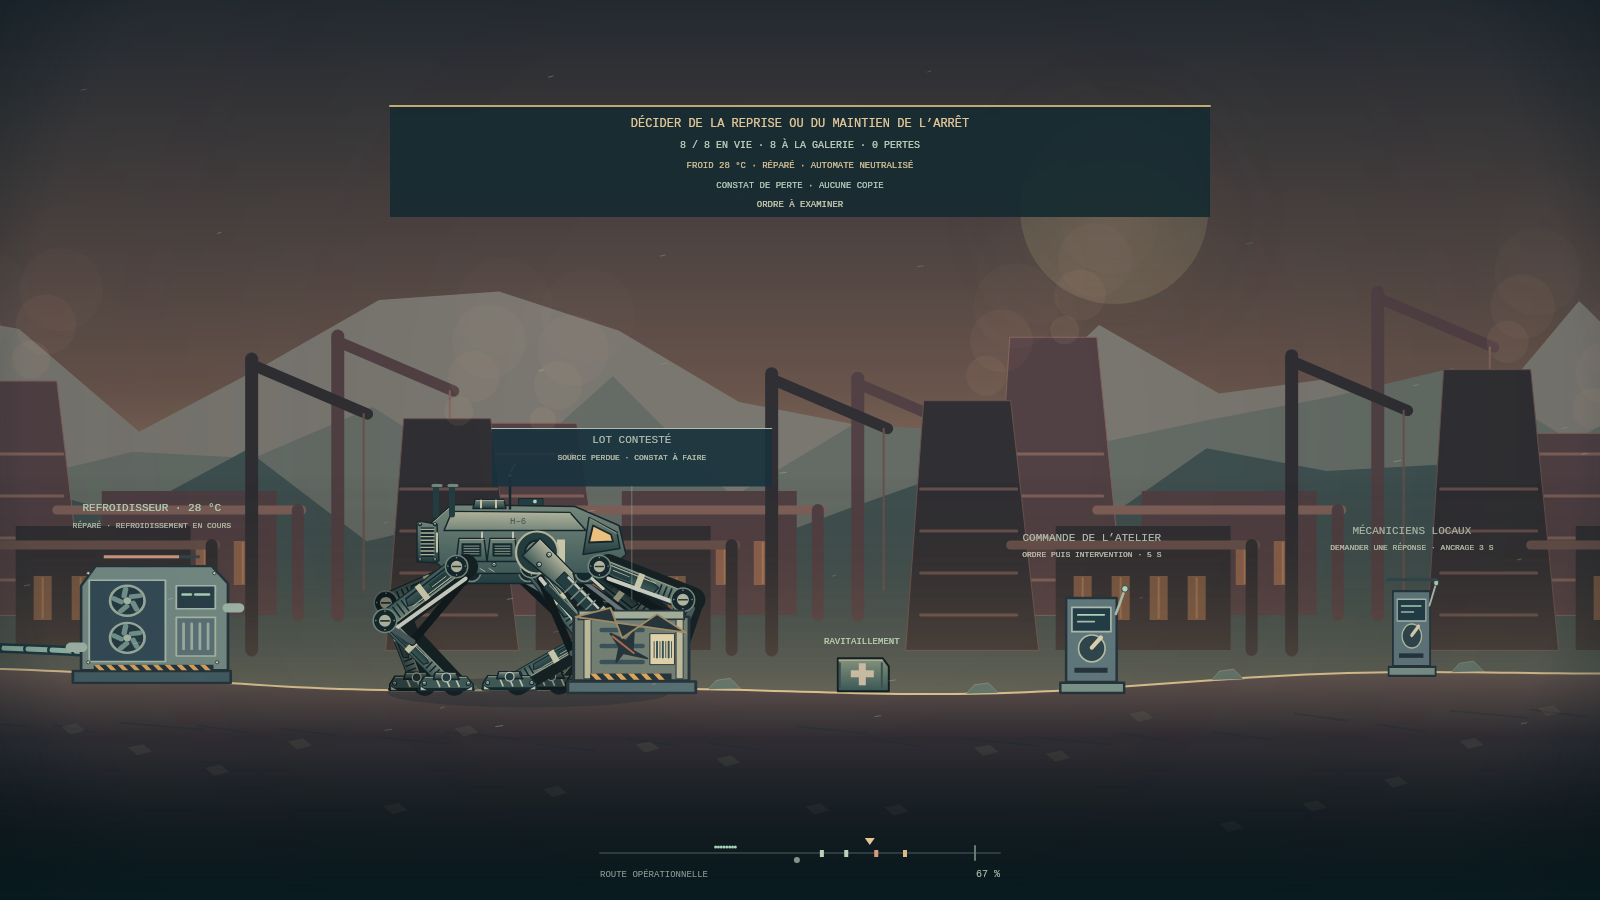 DÉCIDER DE LA REPRISE OU DU MAINTIEN DE L’ARRÊT
8 / 8 EN VIE · 8 À LA GALERIE · 0 PERTES
FROID 28 °C · RÉPARÉ · AUTOMATE NEUTRALISÉ
CONSTAT DE PERTE · AUCUNE COPIE
ORDRE À EXAMINER
LOT CONTESTÉ
SOURCE PERDUE · CONSTAT À FAIRE
REFROIDISSEUR · 28 °C
RÉPARÉ · REFROIDISSEMENT EN COURS
H-6
COMMANDE DE L’ATELIER
ORDRE PUIS INTERVENTION · 5 S
MÉCANICIENS LOCAUX
DEMANDER UNE RÉPONSE · ANCRAGE 3 S
RAVITAILLEMENT
ROUTE OPÉRATIONNELLE
67 %